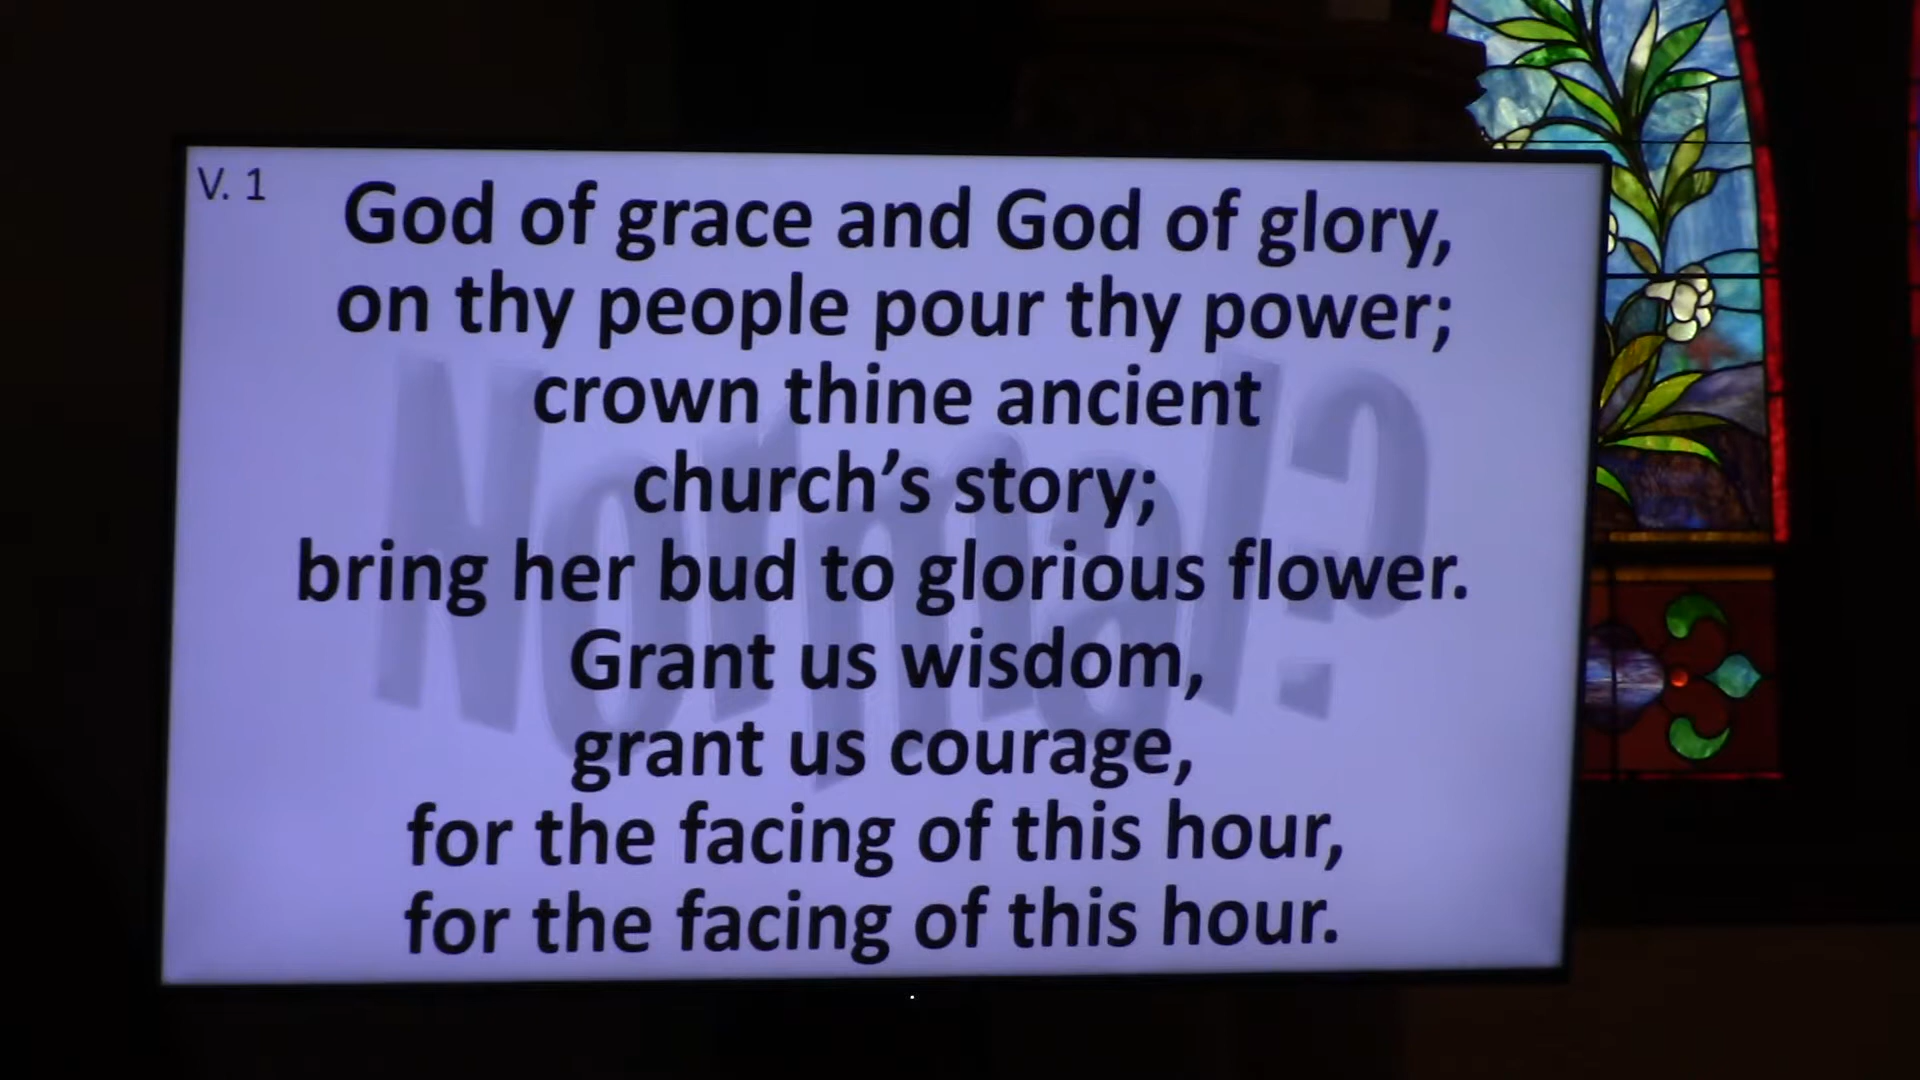 V. 1
God of grace and God of glory,
on thy people pour thy power;
crown thine ancient
church’s story;
bring her bud to glorious flower.
Grant us wisdom,
grant us courage,
for the facing of this hour,
for the facing of this hour.
Normal?